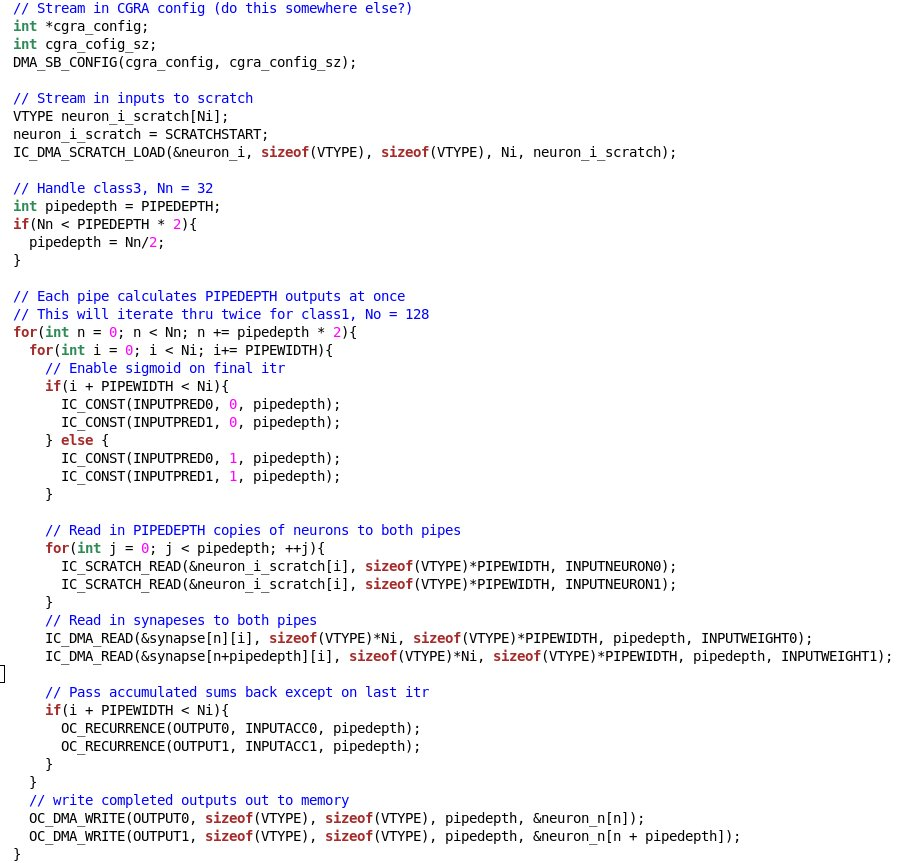 // Stream in CGRA config (do this somewhere else?)
int *cgra_config;
int cgra_cofig_sz;
DMA_SB_CONFIG(cgra_config, cgra_config_sz);

// Stream in inputs to scratch
VTYPE neuron_i_scratch[Ni];
neuron_i_scratch = SCRATCHSTART;
IC_DMA_SCRATCH_LOAD(&neuron_i, sizeof(VTYPE), sizeof(VTYPE), Ni, neuron_i_scratch);

// Handle class3, Nn = 32
int pipedepth = PIPEDEPTH;
if(Nn < PIPEDEPTH * 2){
  pipedepth = Nn/2;
}

// Each pipe calculates PIPEDEPTH outputs at once
// This will iterate thru twice for class1, No = 128
for(int n = 0; n < Nn; n += pipedepth * 2){
  for(int i = 0; i < Ni; i+= PIPEWIDTH){
    // Enable sigmoid on final itr
    if(i + PIPEWIDTH < Ni){
      IC_CONST(INPUTPRED0, 0, pipedepth);
      IC_CONST(INPUTPRED1, 0, pipedepth);
    } else {
      IC_CONST(INPUTPRED0, 1, pipedepth);
      IC_CONST(INPUTPRED1, 1, pipedepth);
    }

    // Read in PIPEDEPTH copies of neurons to both pipes
    for(int j = 0; j < pipedepth; ++j){
      IC_SCRATCH_READ(&neuron_i_scratch[i], sizeof(VTYPE)*PIPEWIDTH, INPUTNEURON0);
      IC_SCRATCH_READ(&neuron_i_scratch[i], sizeof(VTYPE)*PIPEWIDTH, INPUTNEURON1);
    }
    // Read in synapeses to both pipes
    IC_DMA_READ(&synapse[n][i], sizeof(VTYPE)*Ni, sizeof(VTYPE)*PIPEWIDTH, pipedepth, INPUTWEIGHT0);
    IC_DMA_READ(&synapse[n+pipedepth][i], sizeof(VTYPE)*Ni, sizeof(VTYPE)*PIPEWIDTH, pipedepth, INPUTWEIGHT1);

    // Pass accumulated sums back except on last itr
    if(i + PIPEWIDTH < Ni){
      OC_RECURRENCE(OUTPUT0, INPUTACC0, pipedepth);
      OC_RECURRENCE(OUTPUT1, INPUTACC1, pipedepth);
    }
  }
  // write completed outputs out to memory
  OC_DMA_WRITE(OUTPUT0, sizeof(VTYPE), sizeof(VTYPE), pipedepth, &neuron_n[n]);
  OC_DMA_WRITE(OUTPUT1, sizeof(VTYPE), sizeof(VTYPE), pipedepth, &neuron_n[n + pipedepth]);
}